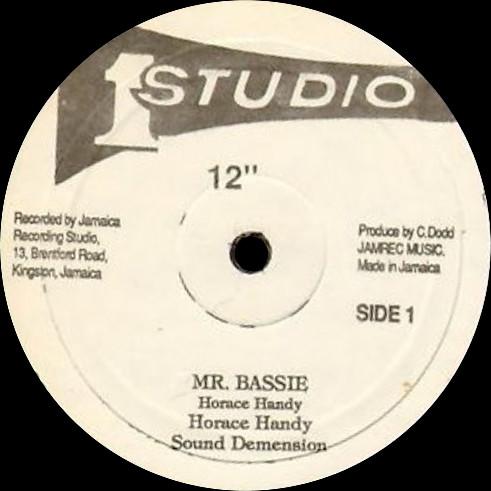 1 STUDIO
12"
Recorded by Jamaica
Recording Studio,
13, Brentford Road,
Kingston, Jamaica
Produce by C.Dodd
JAMREC MUSIC.
Made in Jamaica
SIDE 1
MR. BASSIE
Horace Handy
Horace Handy
Sound Demension